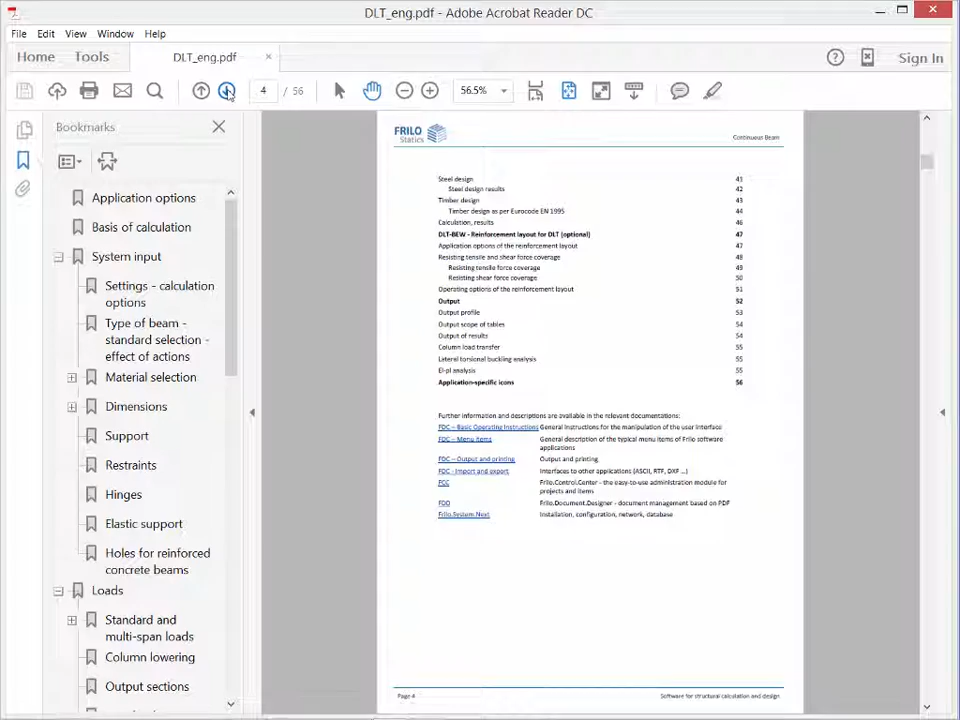 DLT_eng.pdf - Adobe Acrobat Reader DC
File Edit View Window Help
Home Tools DLT_eng.pdf × Sign In
4 / 56 56.5%
Bookmarks
Application options
Basis of calculation
System input
Settings - calculation
options
Type of beam -
standard selection -
effect of actions
Material selection
Dimensions
Support
Restraints
Hinges
Elastic support
Holes for reinforced
concrete beams
Loads
Standard and
multi-span loads
Column lowering
Output sections
FRILO
Statics
Continuous Beam
Steel design 41
Steel design results 42
Timber design 43
Timber design as per Eurocode EN 1995 44
Calculation, results 46
DLT-BEW - Reinforcement layout for DLT [optional] 47
Application options of the reinforcement layout 47
Resisting tensile and shear force coverage 48
Resisting tensile force coverage 49
Resisting shear force coverage 50
Operating options of the reinforcement layout 51
Output 52
Output profile 53
Output scope of tables 54
Output of results 54
Column load transfer 55
Lateral torsional buckling analysis 55
El-pl analysis 55
Application-specific icons 56
Further information and descriptions are available in the relevant documentations:
FDC – Basic Operating Instructions General instructions for the manipulation of the user interface
FDC – Menu items General description of the typical menu items of Frilo software
applications
FDC – Output and printing Output and printing
FDC - Import and export Interfaces to other applications (ASCII, RTF, DXF ...)
FCC Frilo.Control.Center - the easy-to-use administration module for
projects and items
FDD Frilo.Document.Designer - document management based on PDF
Frilo.System.Next Installation, configuration, network, database
Page 4 Software for structural calculation and design